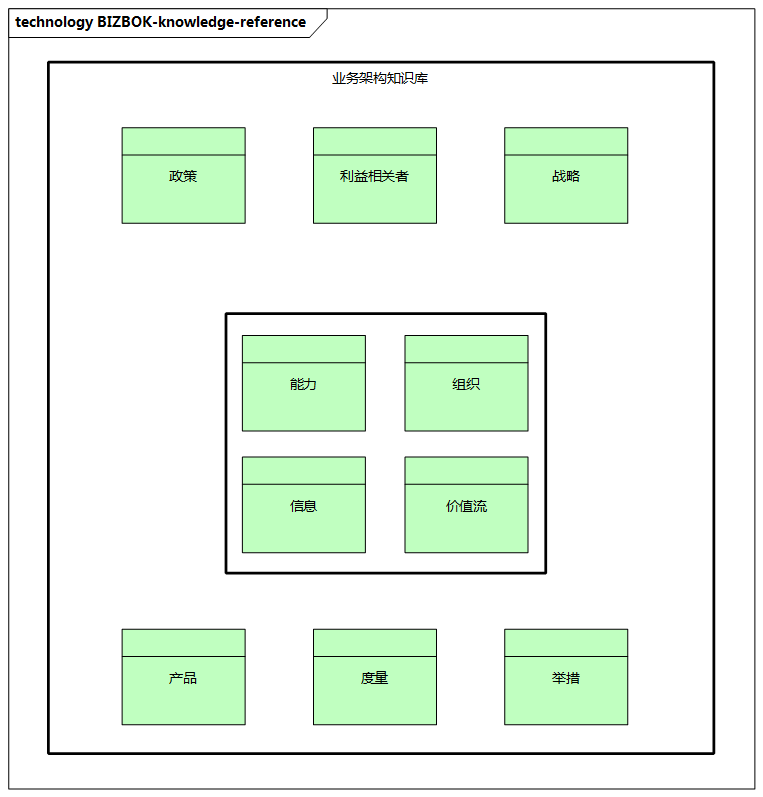 technology BIZBOK-knowledge-reference
业务架构知识库
政策
利益相关者
战略
能力
组织
信息
价值流
产品
度量
举措